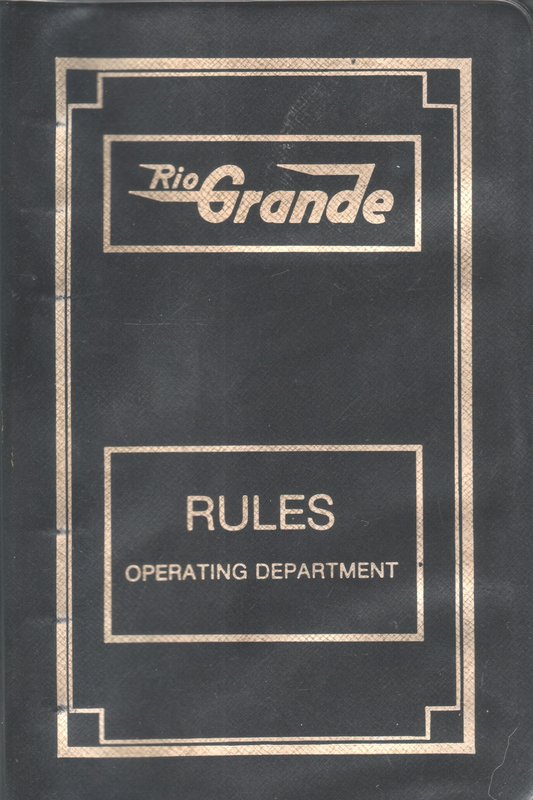 Rio
Grande
RULES
OPERATING DEPARTMENT